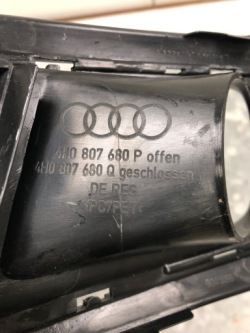 4H0 807 680 P offen
4H0 807 680 Q geschlossen
DE RES